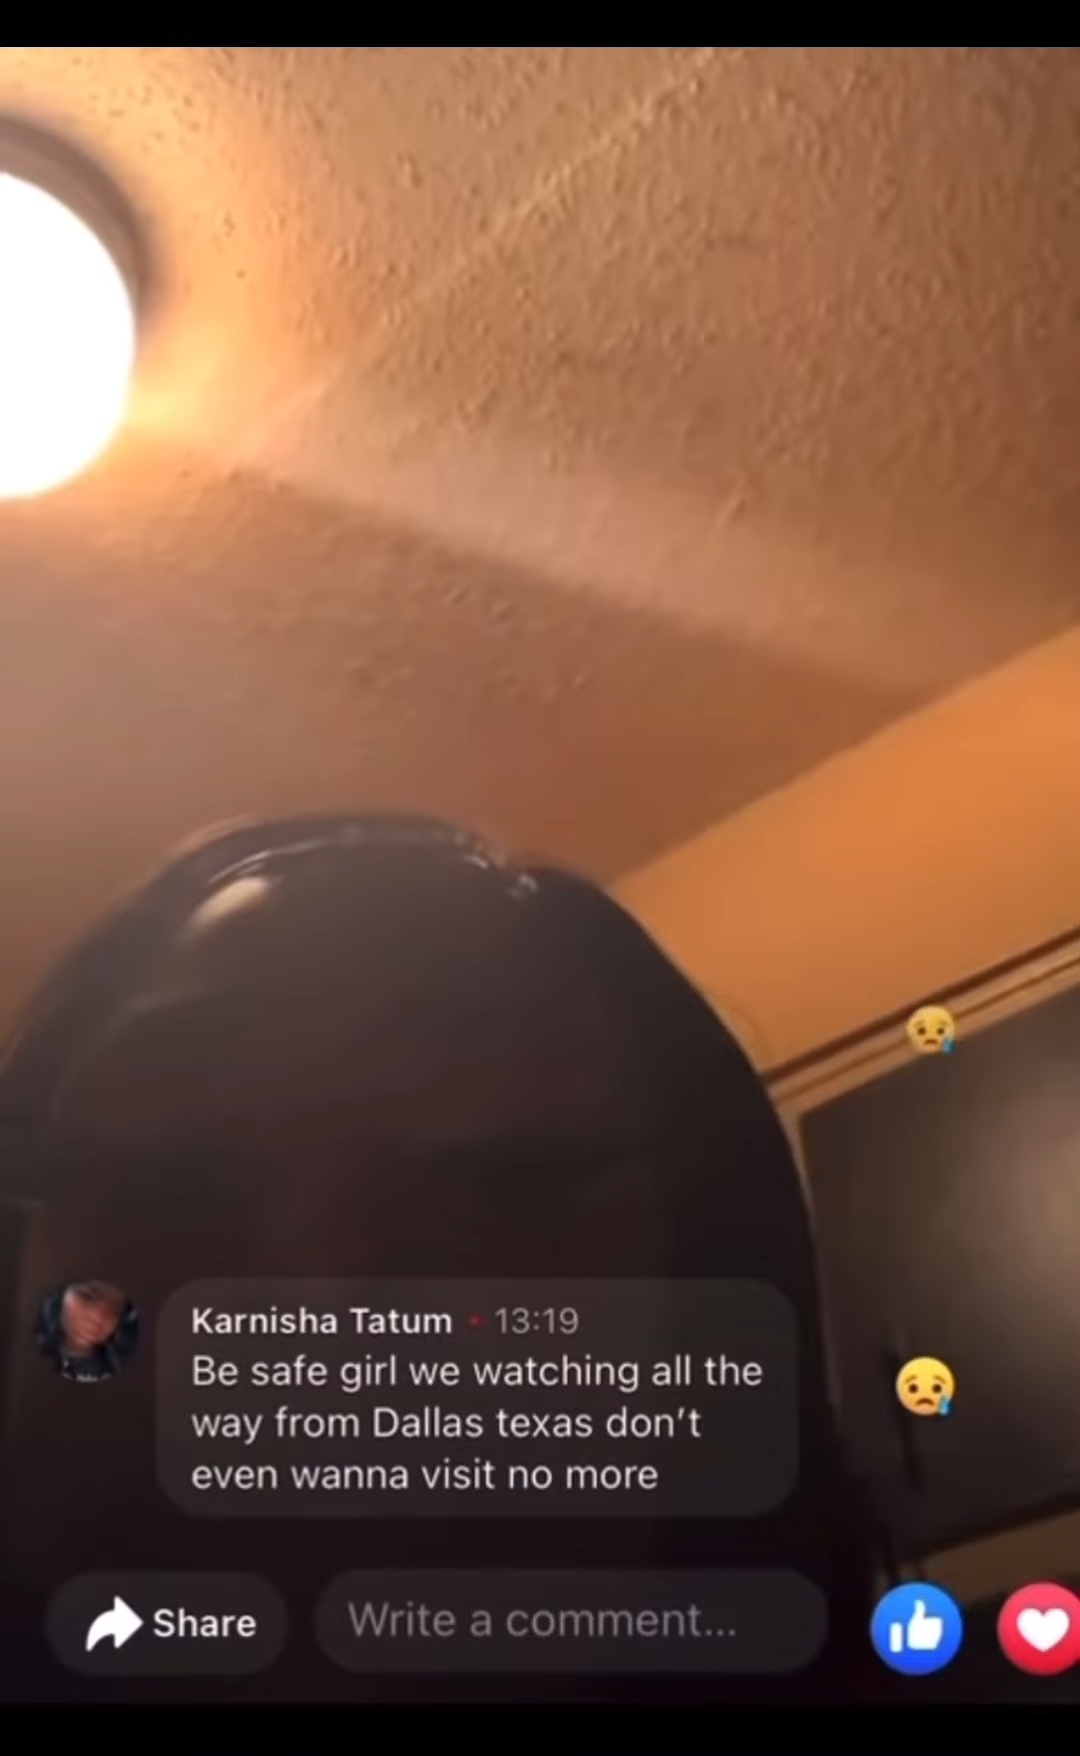 Karnisha Tatum • 13:19
Be safe girl we watching all the
way from Dallas texas don't
even wanna visit no more
Share
Write a comment...